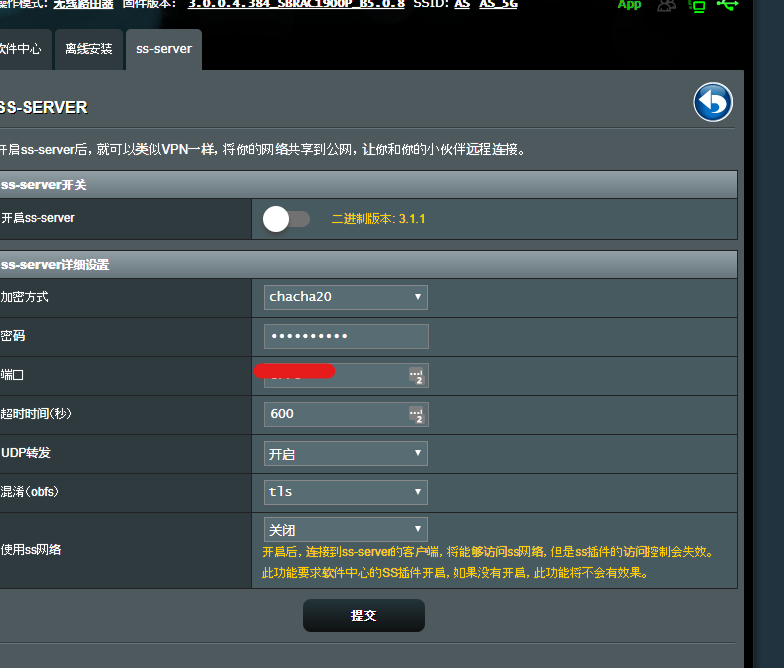 操作模式: 无线路由器 固件版本: 3.0.0.4.384_SBRAC1900P_B5.0.8 SSID: AS AS_5G App
软件中心 离线安装 ss-server
SS-SERVER
开启ss-server后, 就可以类似VPN一样, 将你的网络共享到公网, 让你和你的小伙伴远程连接。
ss-server开关
开启ss-server 二进制版本: 3.1.1
ss-server详细设置
加密方式 chacha20
密码 ••••••••••
端口
超时时间(秒) 600
UDP转发 开启
混淆(obfs) tls
使用ss网络 关闭
开启后, 连接到ss-server的客户端, 将能够访问ss网络, 但是ss插件的访问控制会失效。
此功能要求软件中心的SS插件开启, 如果没有开启, 此功能将不会有效果。
提交